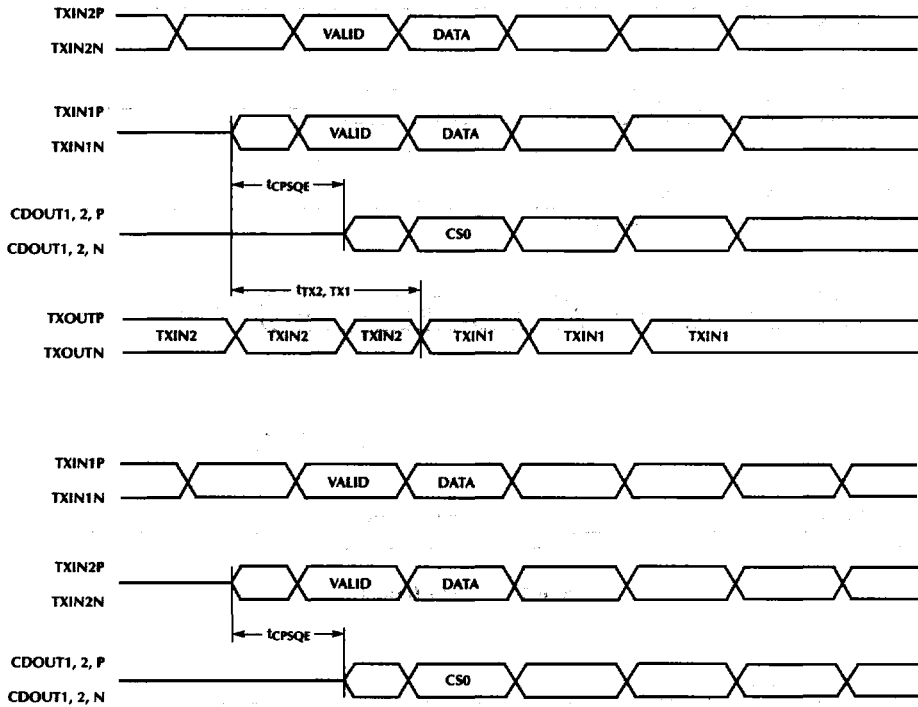 TXIN2P
VALID DATA
TXIN2N
TXIN1P
VALID DATA
TXIN1N
tCPSQE
CDOUT1, 2, P
CS0
CDOUT1, 2, N
tTX2, TX1
TXOUTP
TXIN2 TXIN2 TXIN2 TXIN1 TXIN1 TXIN1
TXOUTN
TXIN1P
VALID DATA
TXIN1N
TXIN2P
VALID DATA
TXIN2N
tCPSQE
CDOUT1, 2, P
CS0
CDOUT1, 2, N